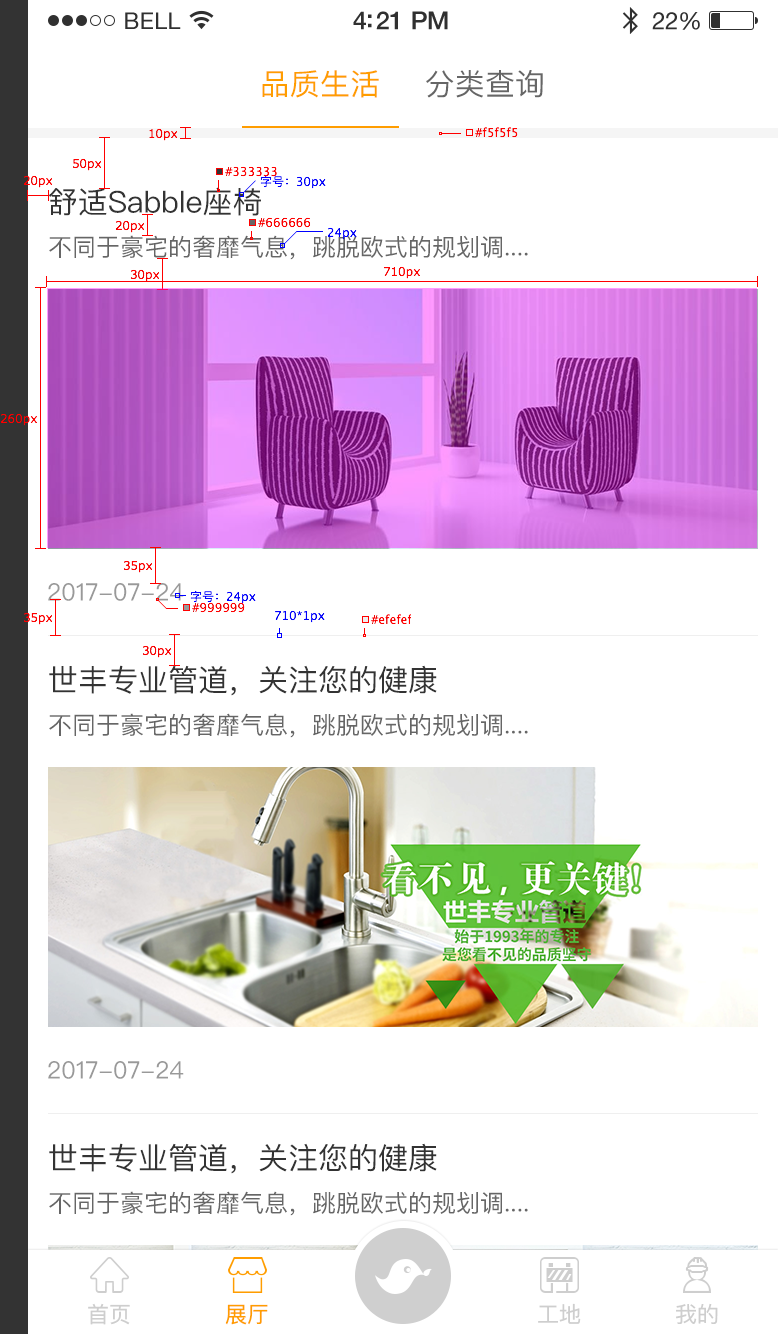 BELL 4:21 PM 22%
品质生活 分类查询
10px #f5f5f5
50px
#333333
20px 字号：30px
舒适Sabble座椅
20px #666666
24px
不同于豪宅的奢靡气息，跳脱欧式的规划调....
30px 710px
260px
35px
2017-07-24 字号：24px
#999999
35px 710*1px #efefef
30px
世丰专业管道，关注您的健康
不同于豪宅的奢靡气息，跳脱欧式的规划调....
看不见，更关键!
世丰专业管道
始于1993年的专注
是您看不见的品质坚守
2017-07-24
世丰专业管道，关注您的健康
不同于豪宅的奢靡气息，跳脱欧式的规划调....
首页 展厅 工地 我的